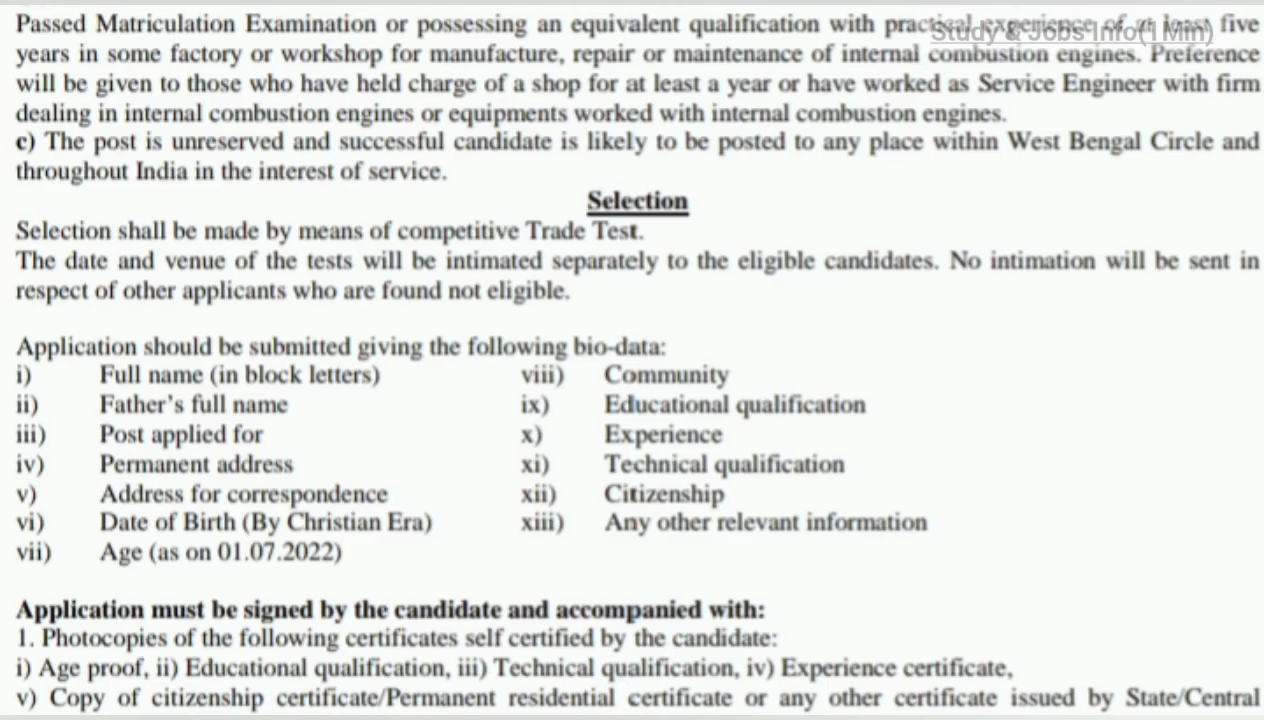 Passed Matriculation Examination or possessing an equivalent qualification with practical experience of at least five
Study & Jobs Info(1 Min)
years in some factory or workshop for manufacture, repair or maintenance of internal combustion engines. Preference
will be given to those who have held charge of a shop for at least a year or have worked as Service Engineer with firm
dealing in internal combustion engines or equipments worked with internal combustion engines.
c) The post is unreserved and successful candidate is likely to be posted to any place within West Bengal Circle and
throughout India in the interest of service.
Selection
Selection shall be made by means of competitive Trade Test.
The date and venue of the tests will be intimated separately to the eligible candidates. No intimation will be sent in
respect of other applicants who are found not eligible.
Application should be submitted giving the following bio-data:
i) Full name (in block letters) viii) Community
ii) Father's full name ix) Educational qualification
iii) Post applied for x) Experience
iv) Permanent address xi) Technical qualification
v) Address for correspondence xii) Citizenship
vi) Date of Birth (By Christian Era) xiii) Any other relevant information
vii) Age (as on 01.07.2022)
Application must be signed by the candidate and accompanied with:
1. Photocopies of the following certificates self certified by the candidate:
i) Age proof, ii) Educational qualification, iii) Technical qualification, iv) Experience certificate,
v) Copy of citizenship certificate/Permanent residential certificate or any other certificate issued by State/Central